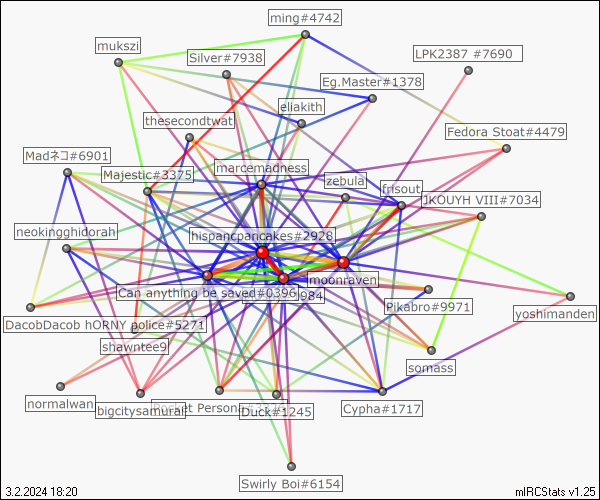 ming#4742
mukszi
Silver#7938
LPK2387 #7690
Eg.Master#1378
eliakith
thesecondtwat
Fedora Stoat#4479
Madネコ#6901
marcemadness
Majestic#3375
zebula
frisout
JKOUYH VIII#7034
neokingghidorah
hispancpancakes#2928
moonraven
Can anything be saved#0396
984
Pikabro#9971
yoshimanden
DacobDacob hORNY police#5271
shawntee9
somass
normalwan
bigcitysamurai
Pocket Persona
Duck#1245
Cypha#1717
Swirly Boi#6154
3.2.2024 18:20
mIRCStats v1.25